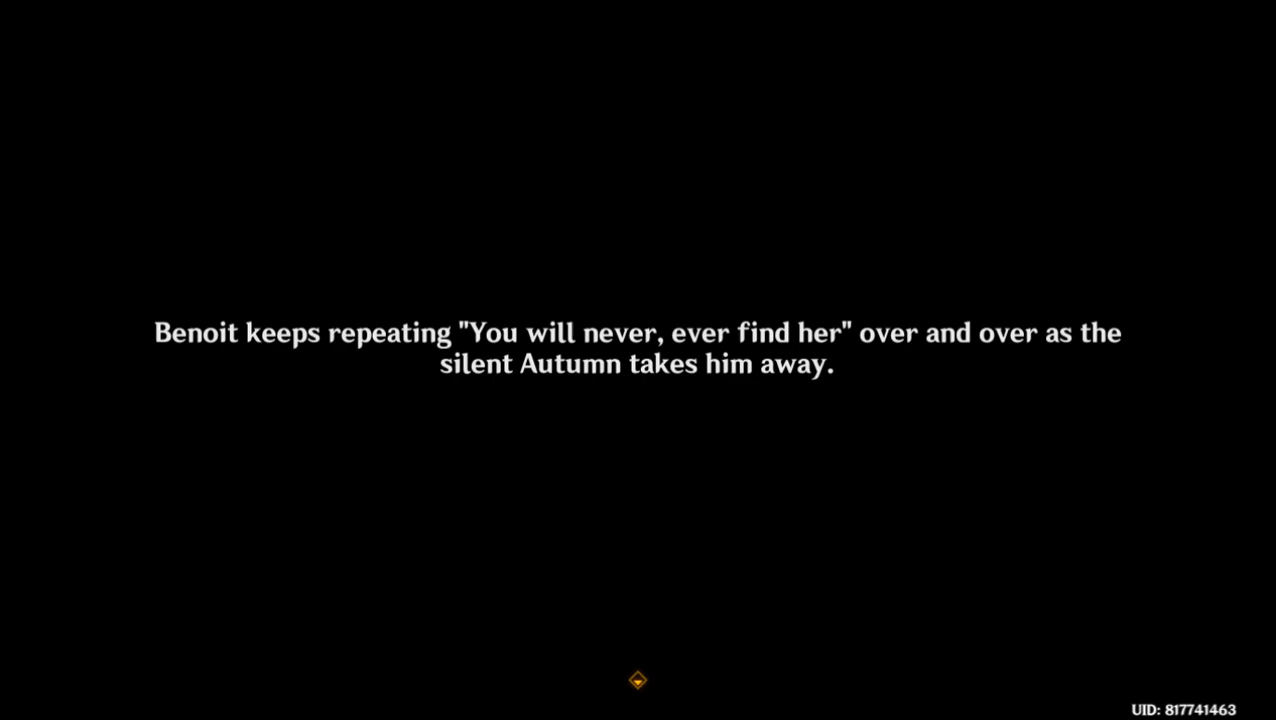 Benoit keeps repeating "You will never, ever find her" over and over as the
silent Autumn takes him away.
UID: 817741463